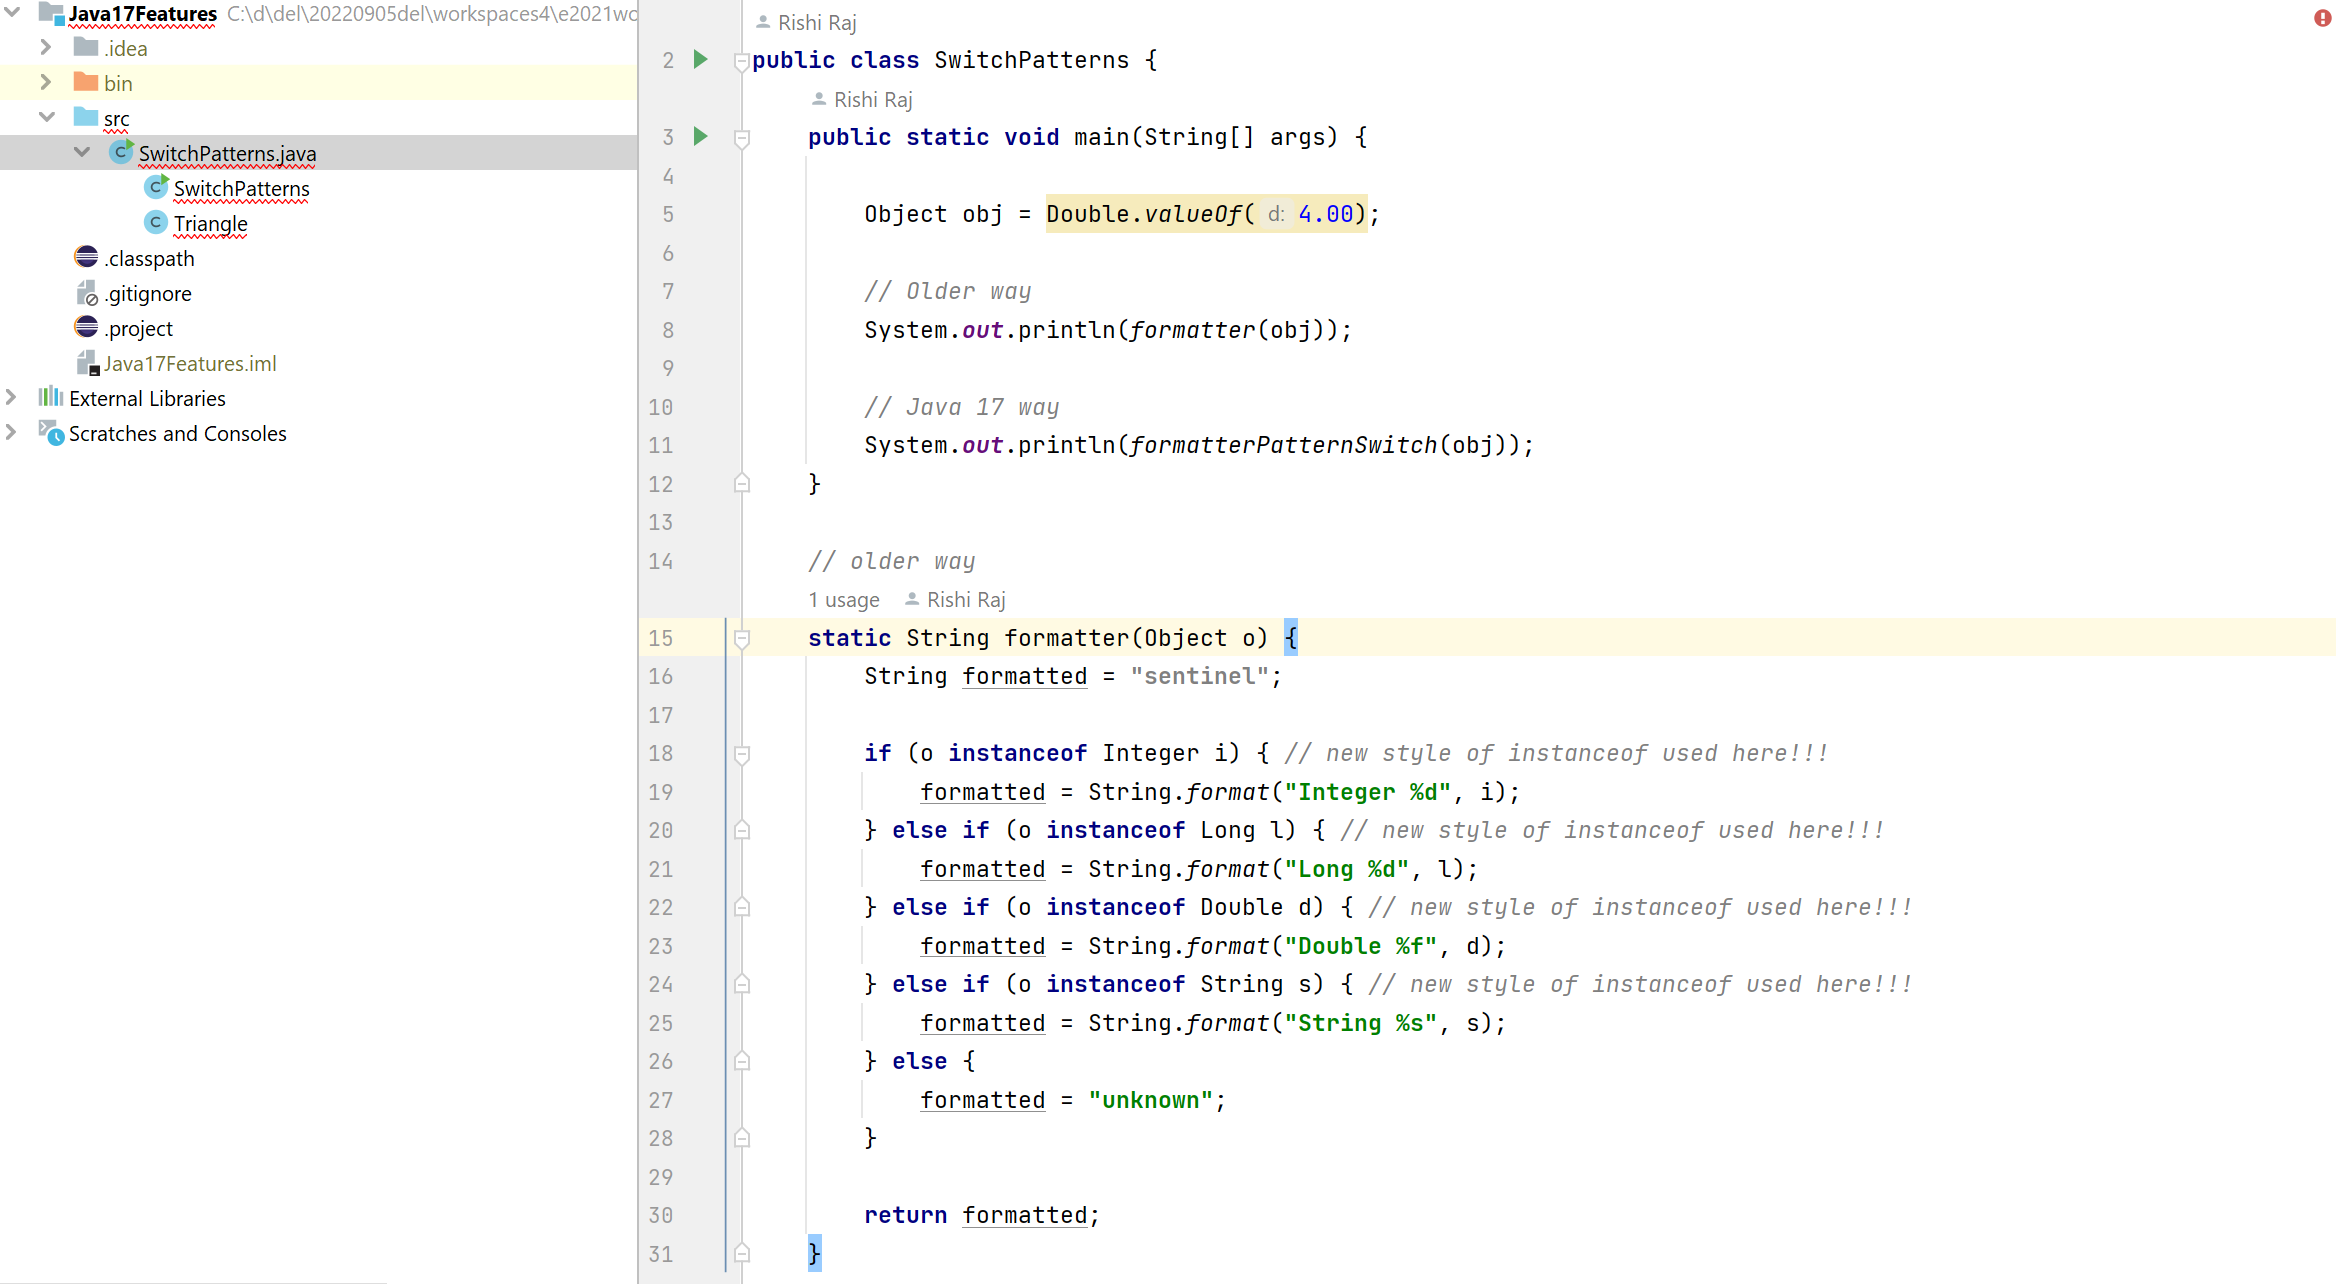 Java17Features C:\d\del\20220905del\workspaces4\e2021wo
.idea
bin
src
SwitchPatterns.java
SwitchPatterns
Triangle
.classpath
.gitignore
.project
Java17Features.iml
External Libraries
Scratches and Consoles
Rishi Raj
2 public class SwitchPatterns {
Rishi Raj
3 public static void main(String[] args) {
4
5 Object obj = Double.valueOf( d: 4.00);
6
7 // Older way
8 System.out.println(formatter(obj));
9
10 // Java 17 way
11 System.out.println(formatterPatternSwitch(obj));
12 }
13
14 // older way
1 usage Rishi Raj
15 static String formatter(Object o) {
16 String formatted = "sentinel";
17
18 if (o instanceof Integer i) { // new style of instanceof used here!!!
19 formatted = String.format("Integer %d", i);
20 } else if (o instanceof Long l) { // new style of instanceof used here!!!
21 formatted = String.format("Long %d", l);
22 } else if (o instanceof Double d) { // new style of instanceof used here!!!
23 formatted = String.format("Double %f", d);
24 } else if (o instanceof String s) { // new style of instanceof used here!!!
25 formatted = String.format("String %s", s);
26 } else {
27 formatted = "unknown";
28 }
29
30 return formatted;
31 }